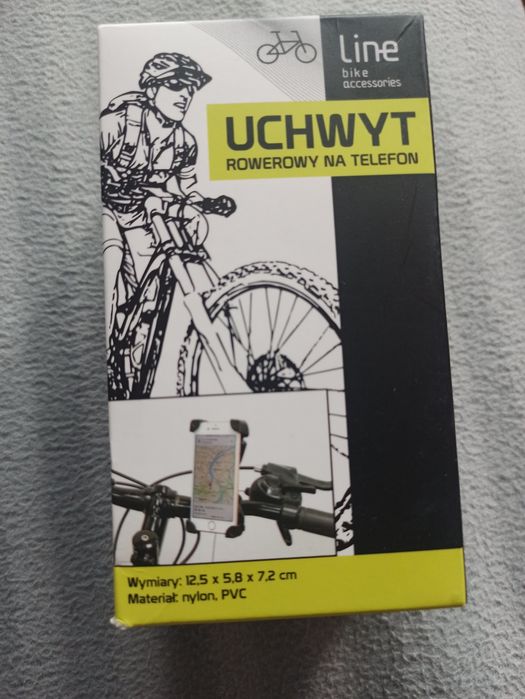 line
bike
accessories
UCHWYT
ROWEROWY NA TELEFON
Wymiary: 12,5 x 5,8 x 7,2 cm
Materiał: nylon, PVC